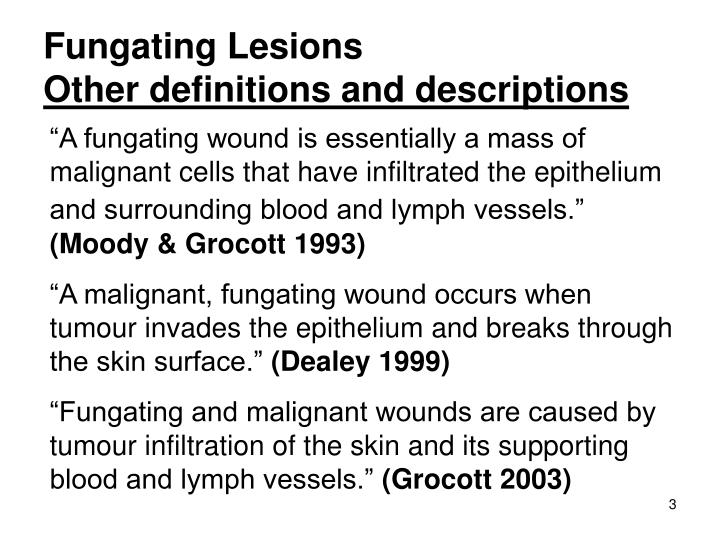 Fungating Lesions
Other definitions and descriptions
“A fungating wound is essentially a mass of
malignant cells that have infiltrated the epithelium
and surrounding blood and lymph vessels.”
(Moody & Grocott 1993)
“A malignant, fungating wound occurs when
tumour invades the epithelium and breaks through
the skin surface.” (Dealey 1999)
“Fungating and malignant wounds are caused by
tumour infiltration of the skin and its supporting
blood and lymph vessels.” (Grocott 2003)
3